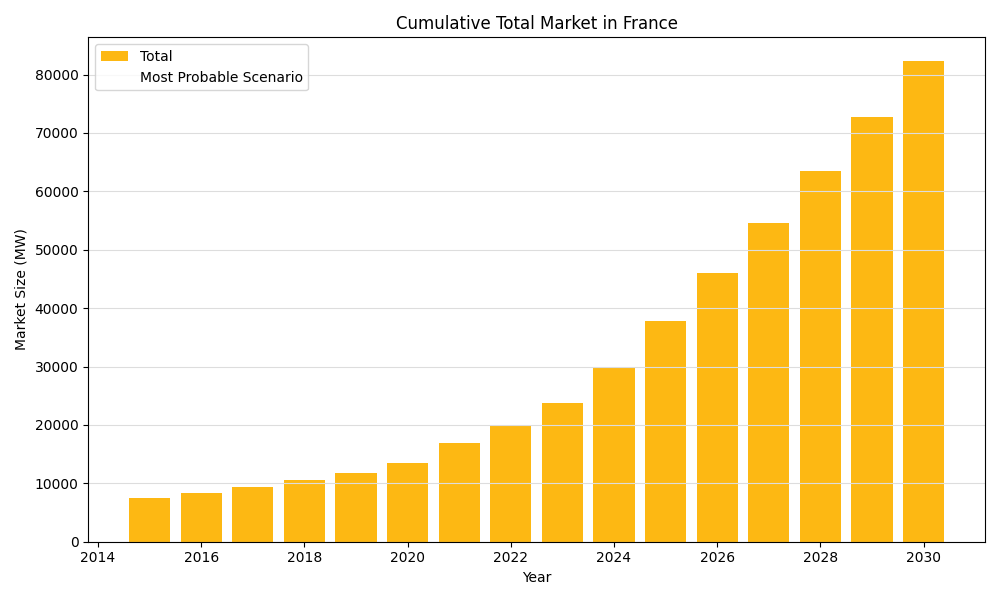 Cumulative Total Market in France
Total
Most Probable Scenario
Market Size (MW)
80000
70000
60000
50000
40000
30000
20000
10000
0
2014 2016 2018 2020 2022 2024 2026 2028 2030
Year